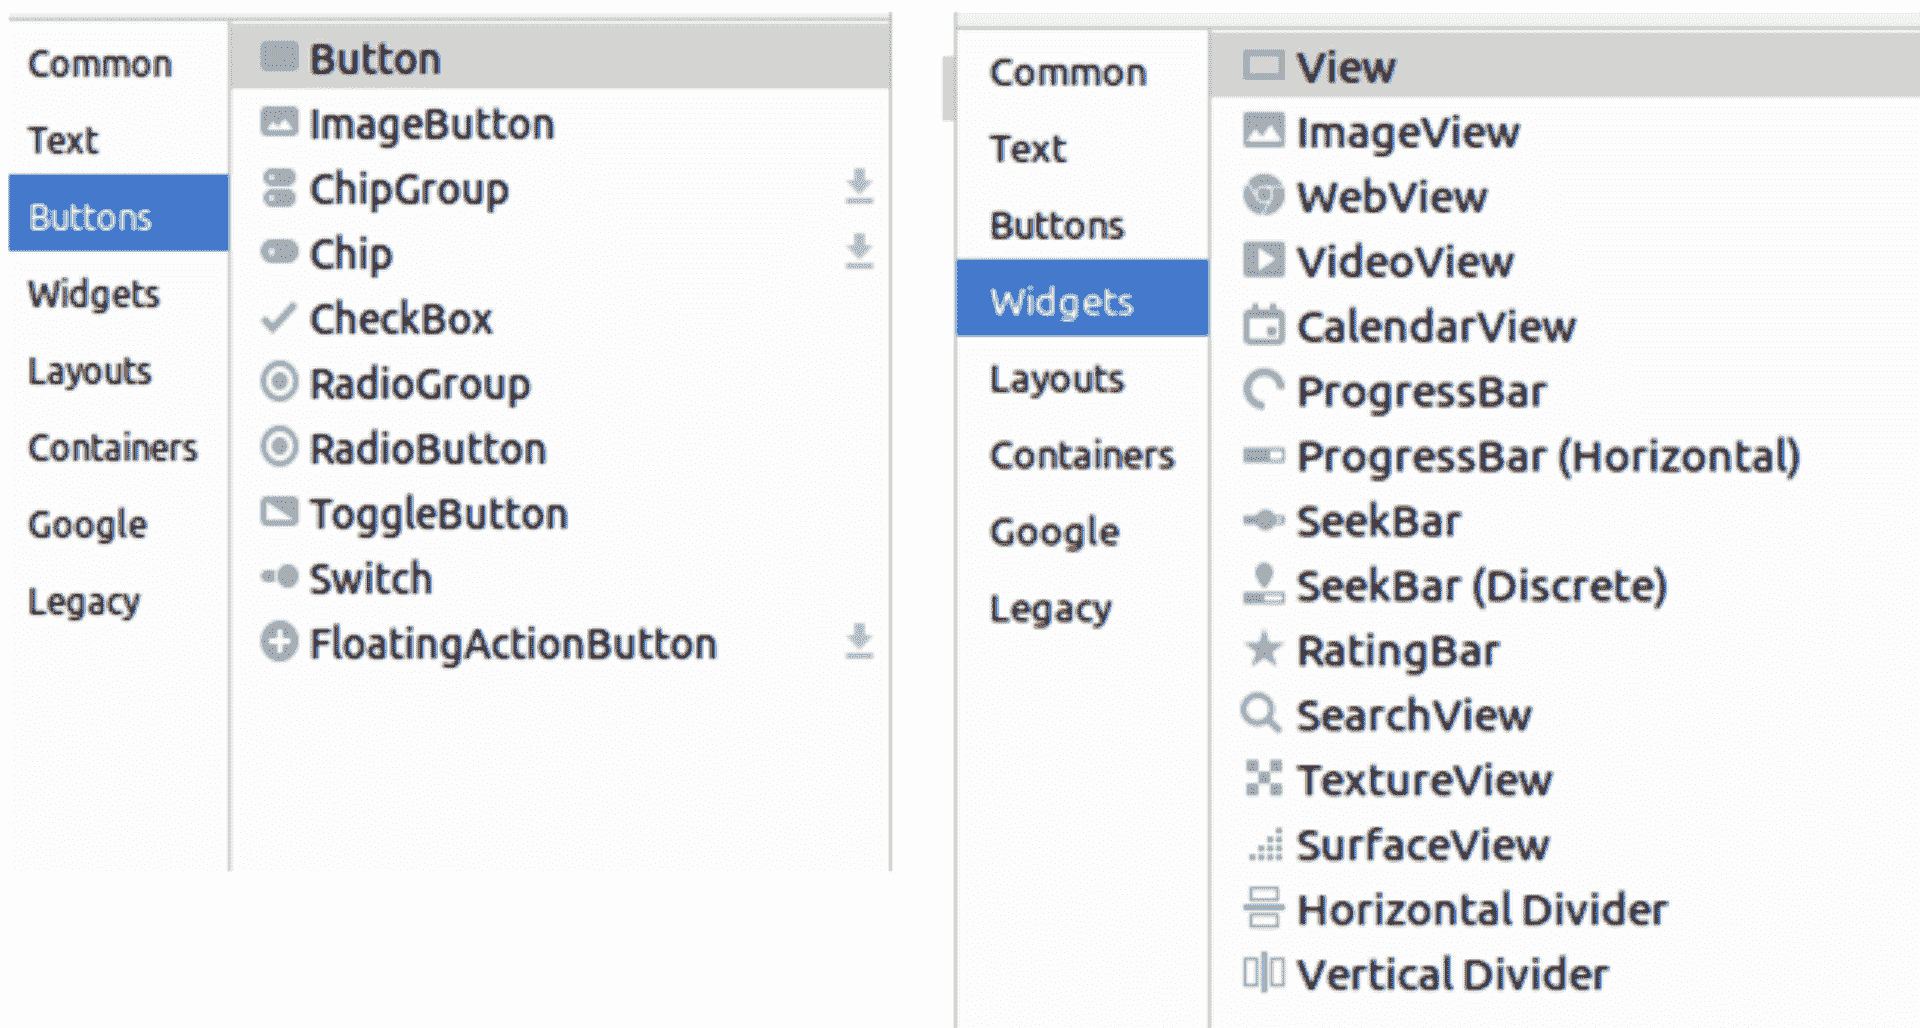 Common
Text
Buttons
Widgets
Layouts
Containers
Google
Legacy
Button
ImageButton
ChipGroup
Chip
CheckBox
RadioGroup
RadioButton
ToggleButton
Switch
FloatingActionButton
Common
Text
Buttons
Widgets
Layouts
Containers
Google
Legacy
View
ImageView
WebView
VideoView
CalendarView
ProgressBar
ProgressBar (Horizontal)
SeekBar
SeekBar (Discrete)
RatingBar
SearchView
TextureView
SurfaceView
Horizontal Divider
Vertical Divider